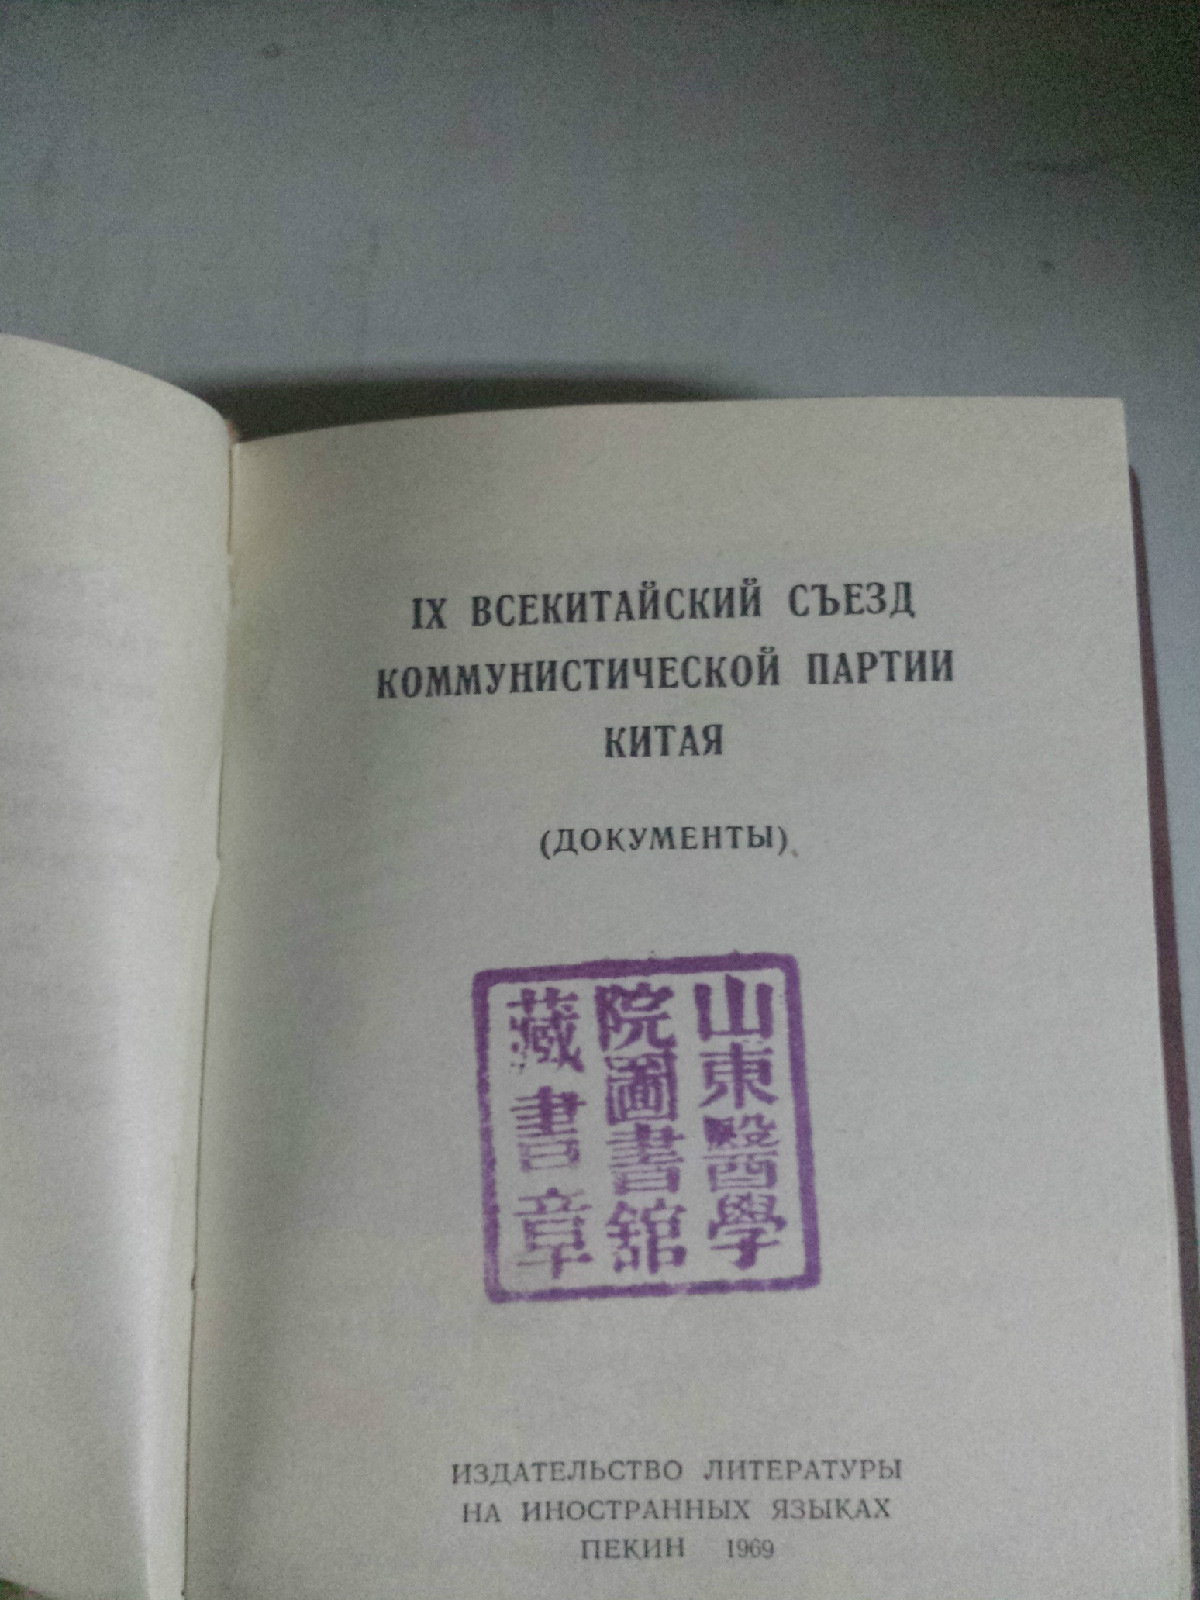 IX ВСЕКИТАЙСКИЙ СЪЕЗД
КОММУНИСТИЧЕСКОЙ ПАРТИИ
КИТАЯ
(ДОКУМЕНТЫ)
山東醫學
院圖書舘
藏書章
ИЗДАТЕЛЬСТВО ЛИТЕРАТУРЫ
НА ИНОСТРАННЫХ ЯЗЫКАХ
ПЕКИН 1969